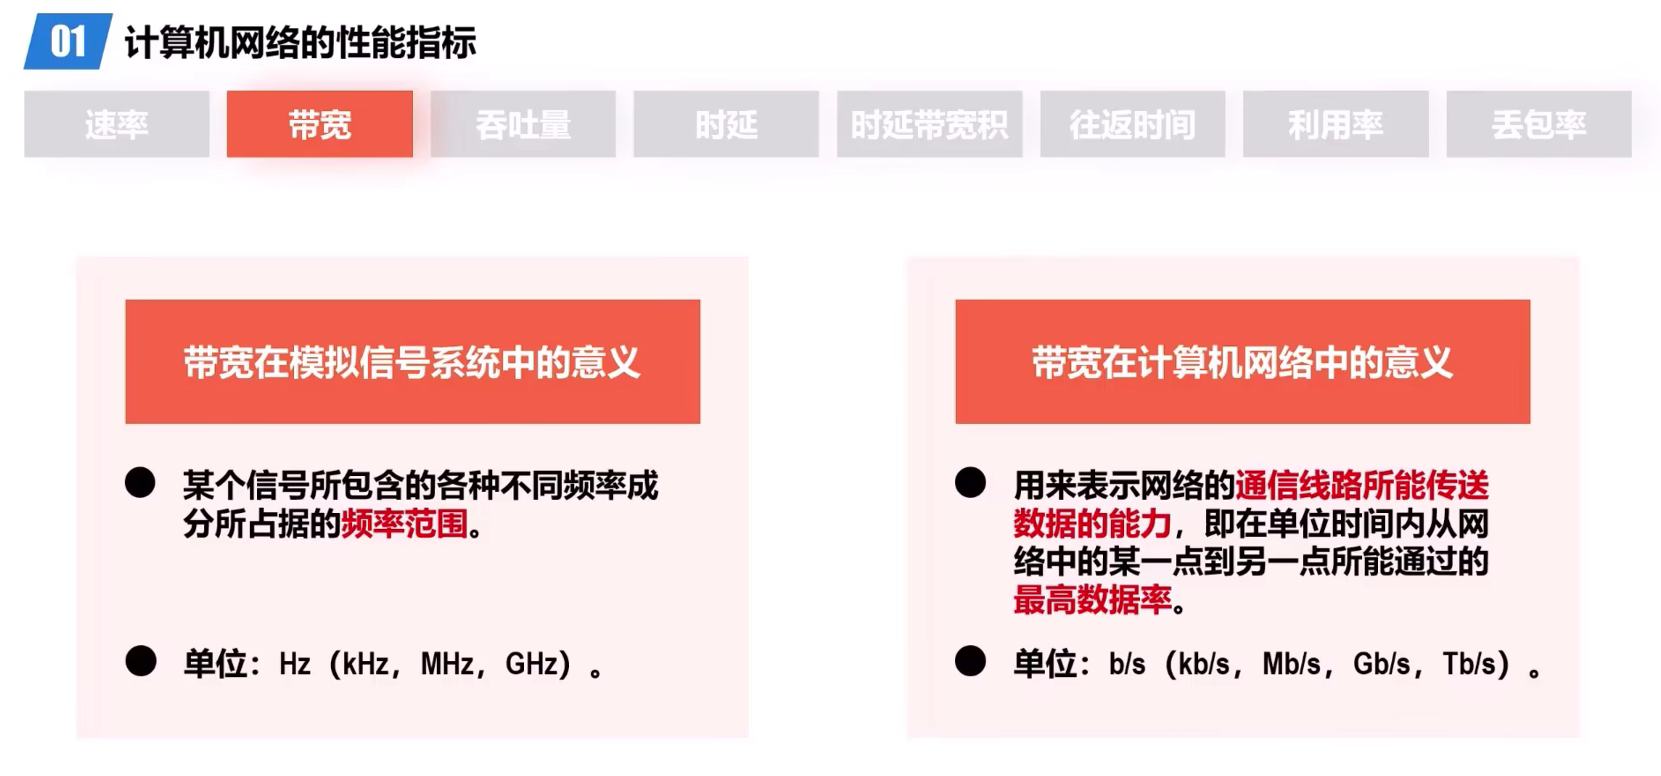 01 计算机网络的性能指标
速率 带宽 吞吐量 时延 时延带宽积 往返时间 利用率 丢包率
带宽在模拟信号系统中的意义
某个信号所包含的各种不同频率成
分所占据的频率范围。
单位：Hz（kHz，MHz，GHz）。
带宽在计算机网络中的意义
用来表示网络的通信线路所能传送
数据的能力，即在单位时间内从网
络中的某一点到另一点所能通过的
最高数据率。
单位：b/s（kb/s，Mb/s，Gb/s，Tb/s）。